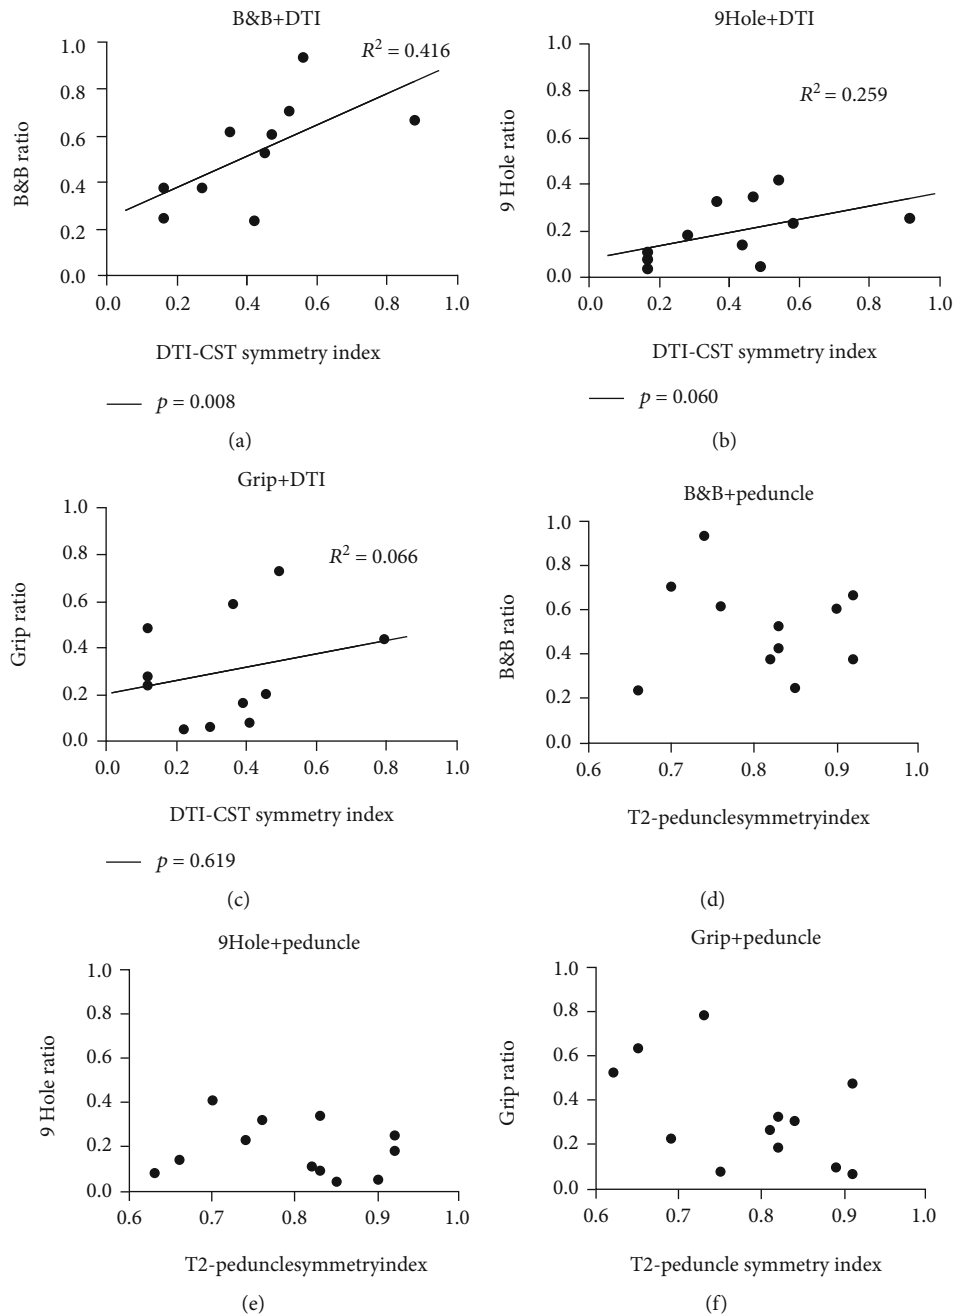 B&B+DTI
R² = 0.416
1.0
0.8
0.6
0.4
0.2
0.0
B&B ratio
0.0 0.2 0.4 0.6 0.8 1.0
DTI-CST symmetry index
p = 0.008
(a)
9Hole+DTI
R² = 0.259
1.0
0.8
0.6
0.4
0.2
0.0
9 Hole ratio
0.0 0.2 0.4 0.6 0.8 1.0
DTI-CST symmetry index
p = 0.060
(b)
Grip+DTI
R² = 0.066
1.0
0.8
0.6
0.4
0.2
0.0
Grip ratio
0.0 0.2 0.4 0.6 0.8 1.0
DTI-CST symmetry index
p = 0.619
(c)
B&B+peduncle
1.0
0.8
0.6
0.4
0.2
0.0
B&B ratio
0.6 0.7 0.8 0.9 1.0
T2-pedunclesymmetryindex
(d)
9Hole+peduncle
1.0
0.8
0.6
0.4
0.2
0.0
9 Hole ratio
0.6 0.7 0.8 0.9 1.0
T2-pedunclesymmetryindex
(e)
Grip+peduncle
1.0
0.8
0.6
0.4
0.2
0.0
Grip ratio
0.6 0.7 0.8 0.9 1.0
T2-peduncle symmetry index
(f)